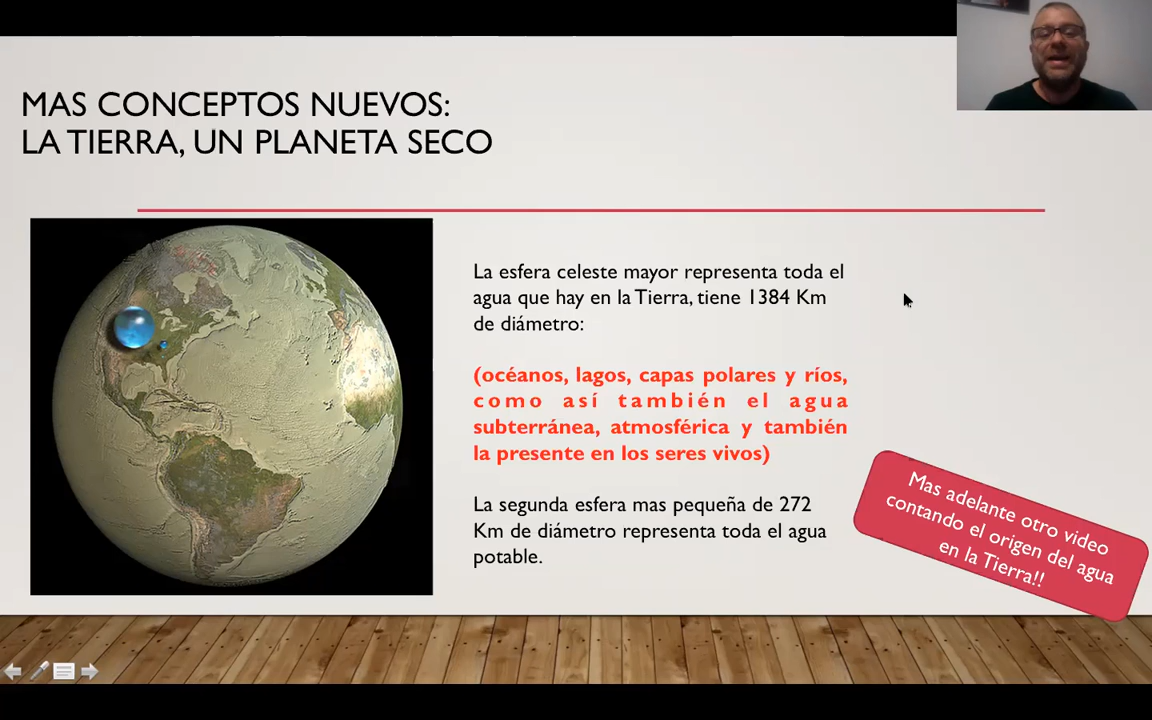 MAS CONCEPTOS NUEVOS:
LA TIERRA, UN PLANETA SECO
La esfera celeste mayor representa toda el
agua que hay en la Tierra, tiene 1384 Km
de diámetro:
(océanos, lagos, capas polares y ríos,
como así también el agua
subterránea, atmosférica y también
la presente en los seres vivos)
La segunda esfera mas pequeña de 272
Km de diámetro representa toda el agua
potable.
Mas adelante otro video
contando el origen del agua
en la Tierra!!